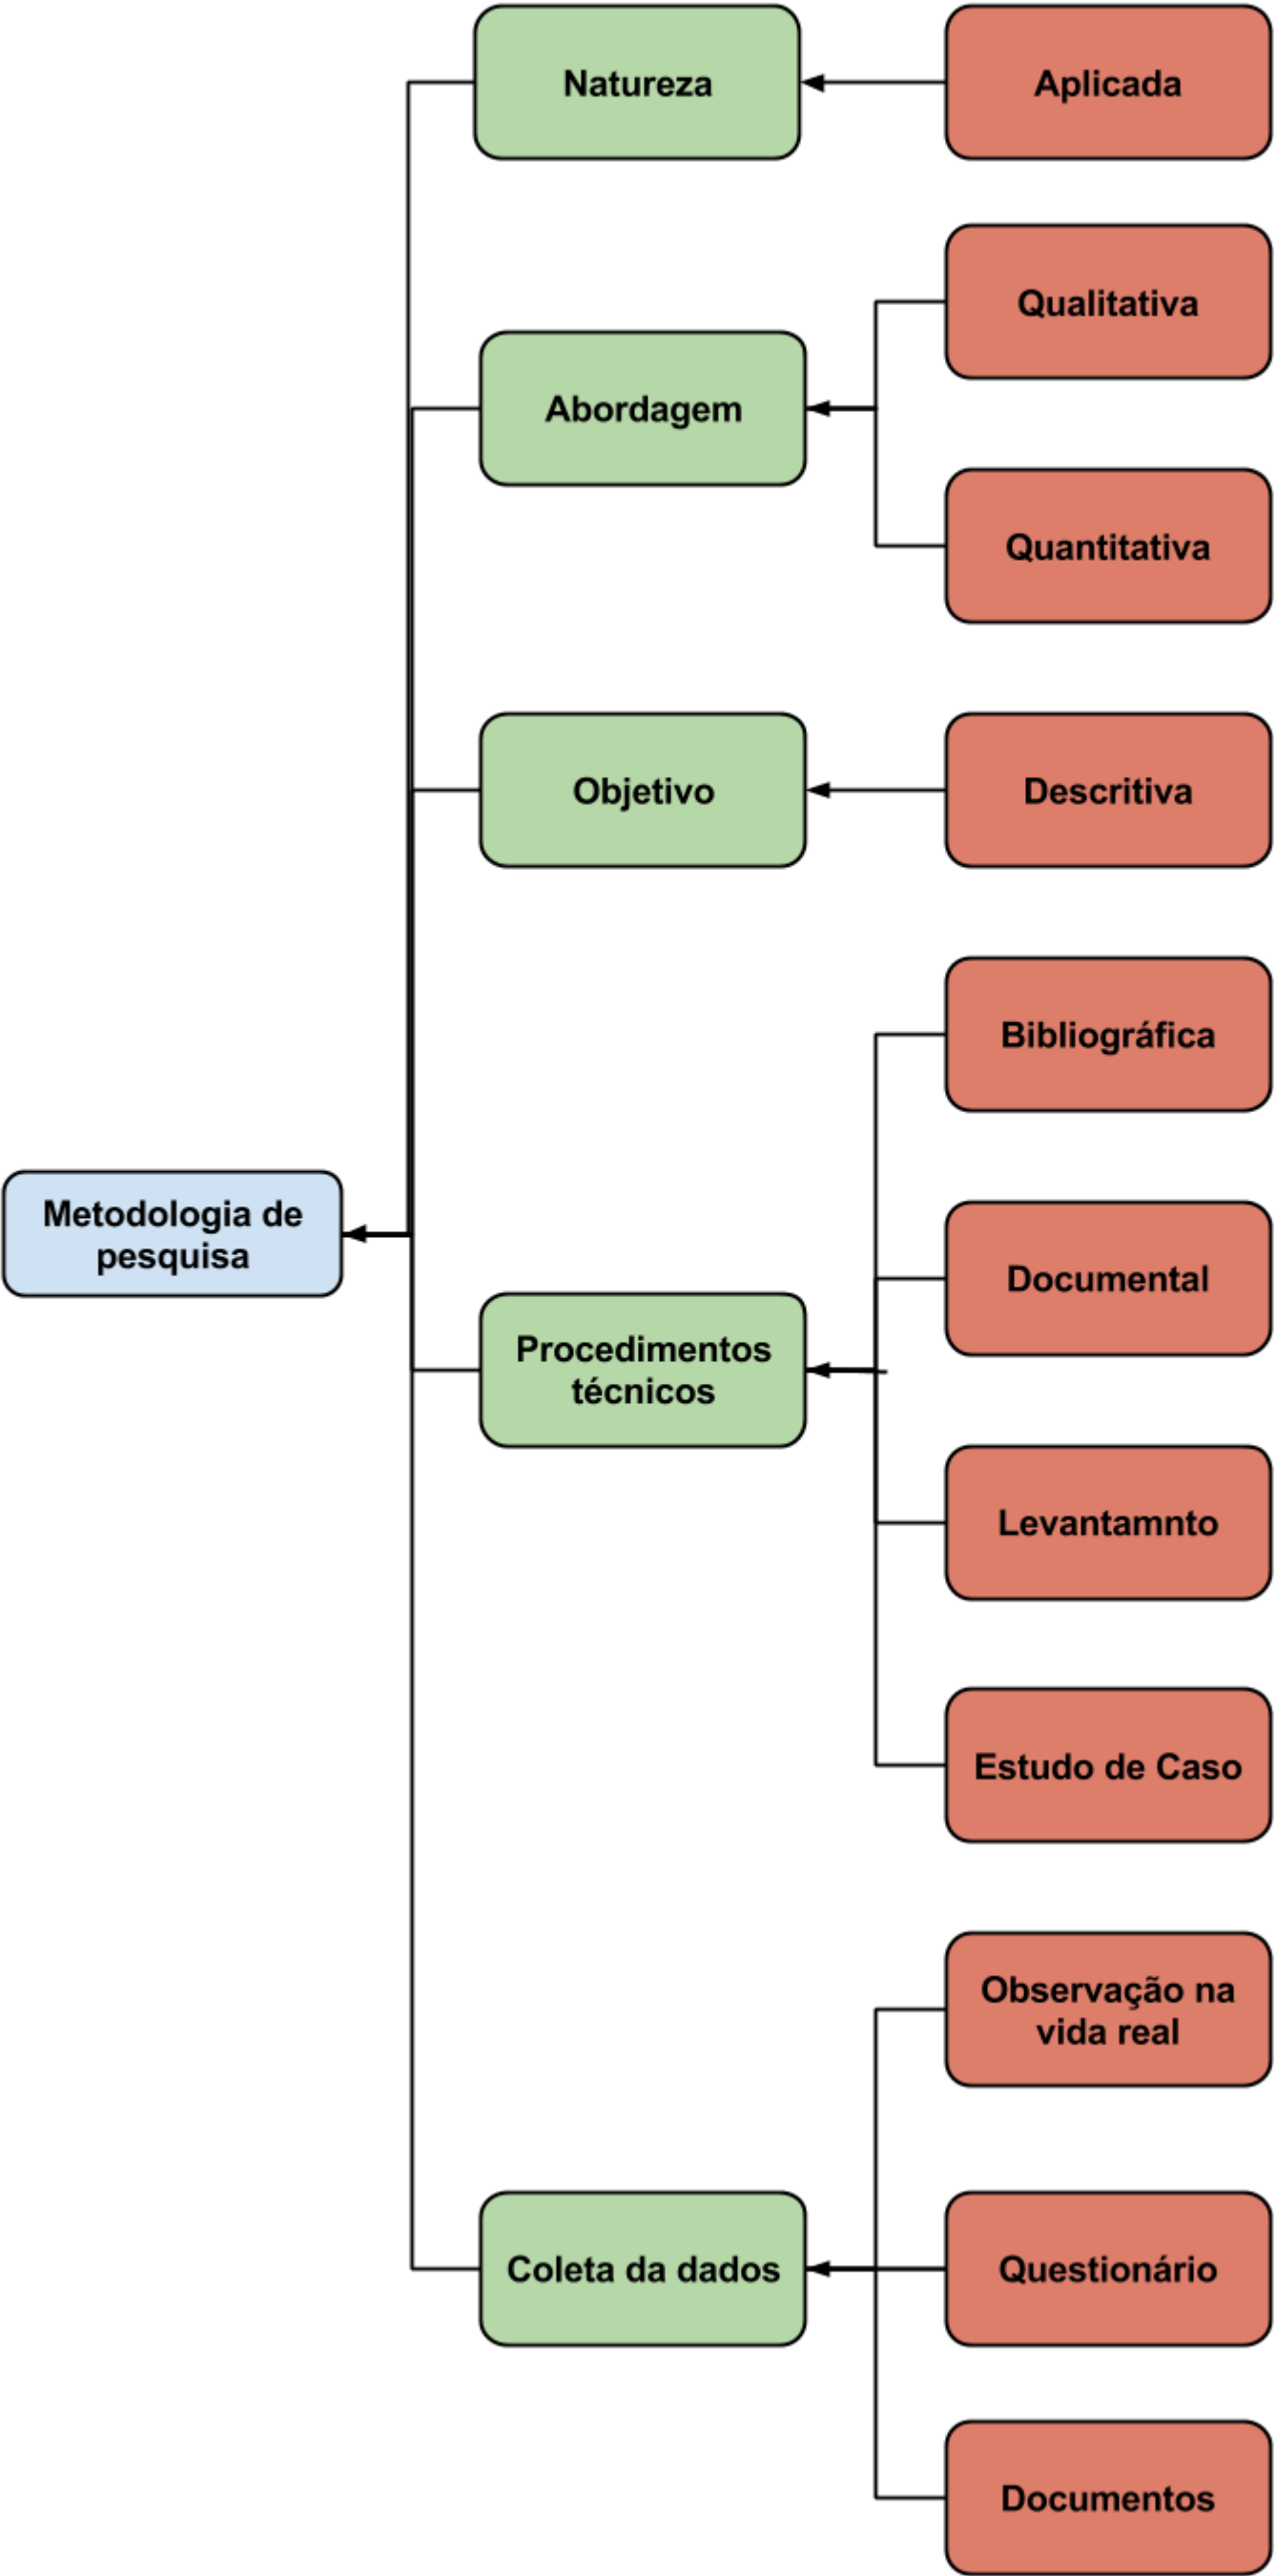 Natureza
Aplicada
Qualitativa
Abordagem
Quantitativa
Objetivo
Descritiva
Bibliográfica
Metodologia de
pesquisa
Documental
Procedimentos
técnicos
Levantamnto
Estudo de Caso
Observação na
vida real
Coleta da dados
Questionário
Documentos